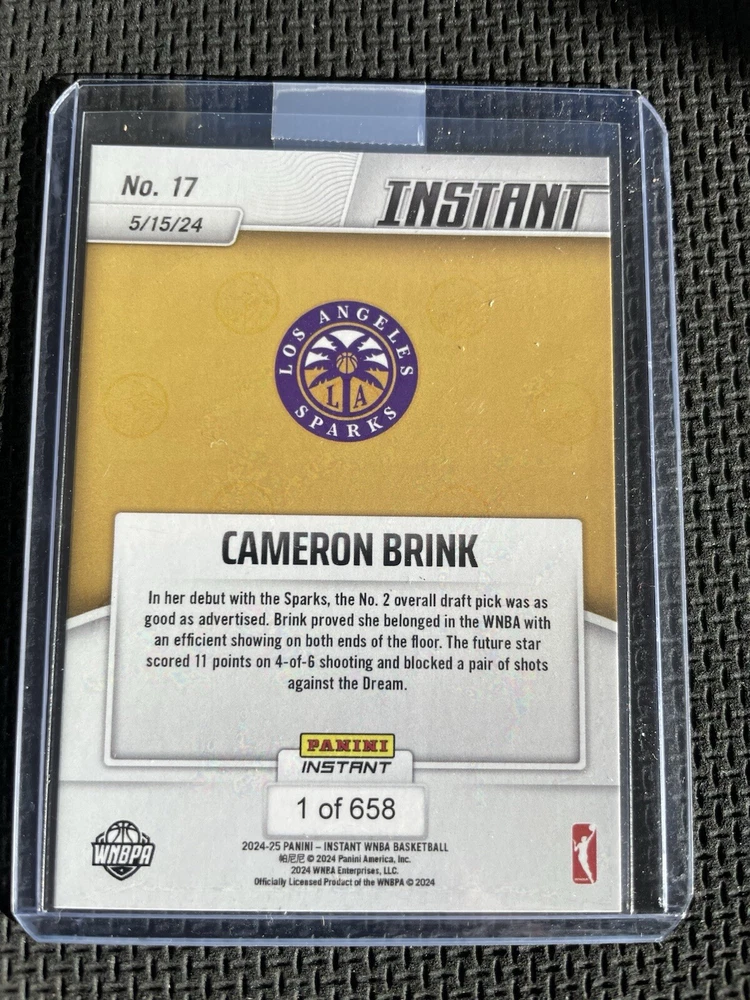 No. 17
INSTANT
5/15/24
LOS ANGELES
LA
SPARKS
CAMERON BRINK
In her debut with the Sparks, the No. 2 overall draft pick was as
good as advertised. Brink proved she belonged in the WNBA with
an efficient showing on both ends of the floor. The future star
scored 11 points on 4-of-6 shooting and blocked a pair of shots
against the Dream.
PANINI
INSTANT
1 of 658
WNBPA
2024-25 PANINI – INSTANT WNBA BASKETBALL
帕尼尼 © 2024 Panini America, Inc.
2024 WNBA Enterprises, LLC.
Officially Licensed Product of the WNBPA © 2024